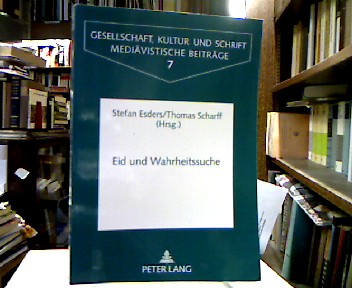 GESELLSCHAFT, KULTUR UND SCHRIFT
MEDIÄVISTISCHE BEITRÄGE
7
Stefan Esders/Thomas Scharff
(Hrsg.)
Eid und Wahrheitssuche
PETER LANG